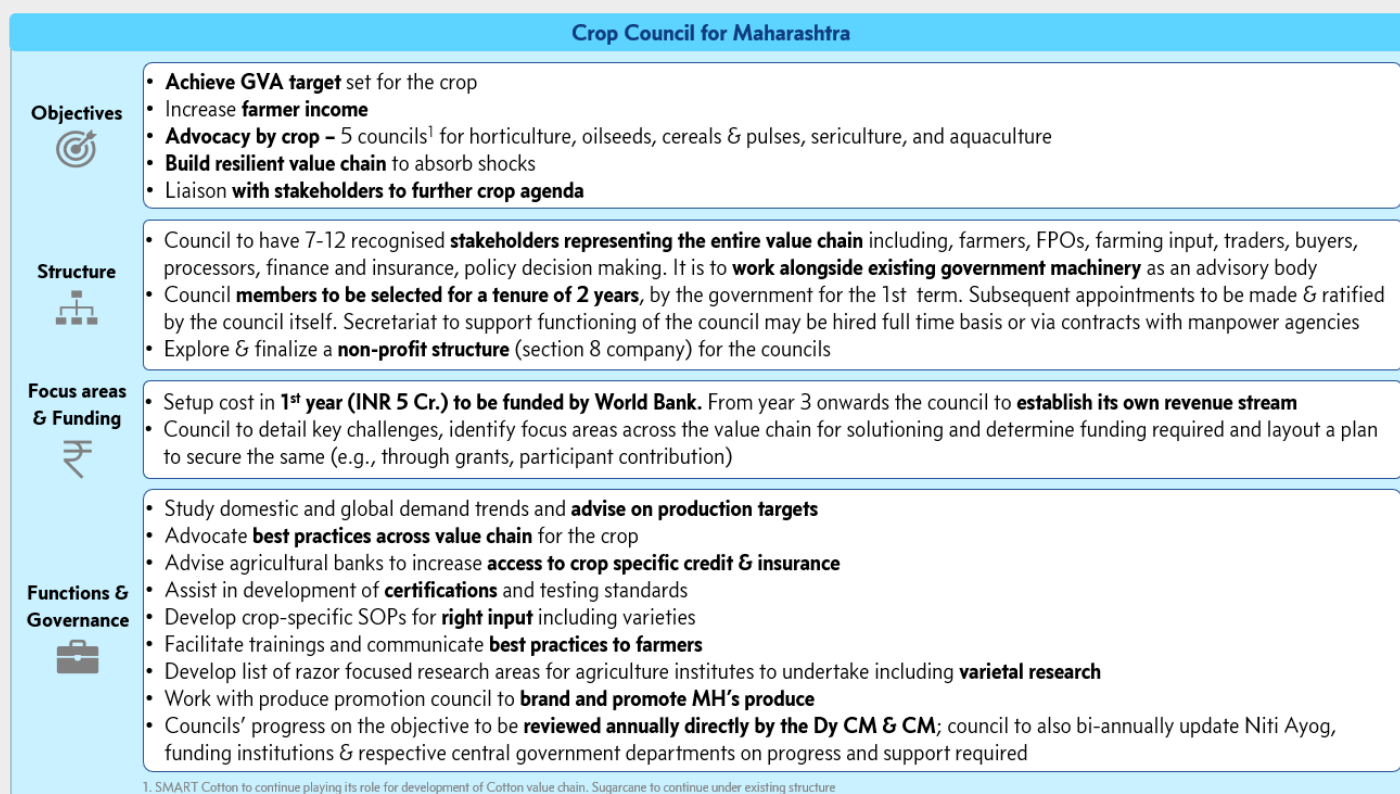 Crop Council for Maharashtra
Objectives
• Achieve GVA target set for the crop
• Increase farmer income
• Advocacy by crop – 5 councils1 for horticulture, oilseeds, cereals & pulses, sericulture, and aquaculture
• Build resilient value chain to absorb shocks
• Liaison with stakeholders to further crop agenda
Structure
• Council to have 7-12 recognised stakeholders representing the entire value chain including, farmers, FPOs, farming input, traders, buyers,
processors, finance and insurance, policy decision making. It is to work alongside existing government machinery as an advisory body
• Council members to be selected for a tenure of 2 years, by the government for the 1st term. Subsequent appointments to be made & ratified
by the council itself. Secretariat to support functioning of the council may be hired full time basis or via contracts with manpower agencies
• Explore & finalize a non-profit structure (section 8 company) for the councils
Focus areas
& Funding
• Setup cost in 1st year (INR 5 Cr.) to be funded by World Bank. From year 3 onwards the council to establish its own revenue stream
• Council to detail key challenges, identify focus areas across the value chain for solutioning and determine funding required and layout a plan
to secure the same (e.g., through grants, participant contribution)
Functions &
Governance
• Study domestic and global demand trends and advise on production targets
• Advocate best practices across value chain for the crop
• Advise agricultural banks to increase access to crop specific credit & insurance
• Assist in development of certifications and testing standards
• Develop crop-specific SOPs for right input including varieties
• Facilitate trainings and communicate best practices to farmers
• Develop list of razor focused research areas for agriculture institutes to undertake including varietal research
• Work with produce promotion council to brand and promote MH's produce
• Councils' progress on the objective to be reviewed annually directly by the Dy CM & CM; council to also bi-annually update Niti Ayog,
funding institutions & respective central government departments on progress and support required
1. SMART Cotton to continue playing its role for development of Cotton value chain. Sugarcane to continue under existing structure